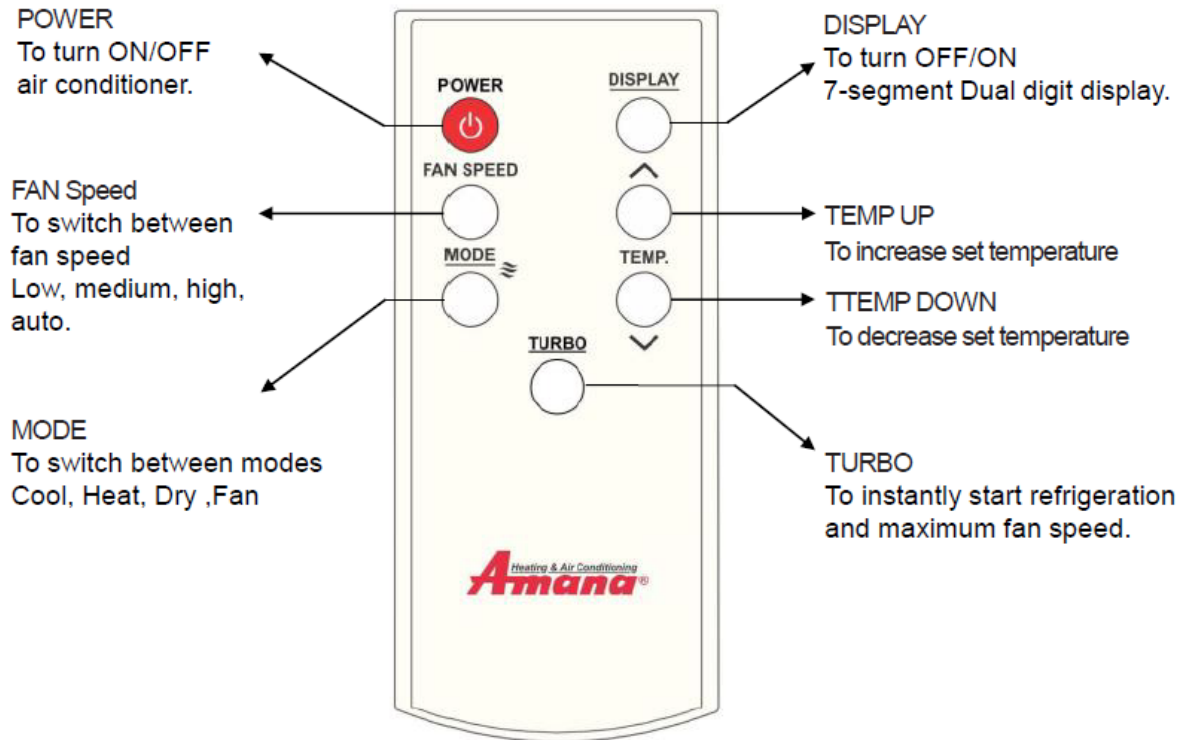 POWER
To turn ON/OFF
air conditioner.
FAN Speed
To switch between
fan speed
Low, medium, high,
auto.
MODE
To switch between modes
Cool, Heat, Dry ,Fan
POWER
DISPLAY
FAN SPEED
MODE
TEMP.
TURBO
Heating & Air Conditioning
Amana®
DISPLAY
To turn OFF/ON
7-segment Dual digit display.
TEMP UP
To increase set temperature
TTEMP DOWN
To decrease set temperature
TURBO
To instantly start refrigeration
and maximum fan speed.